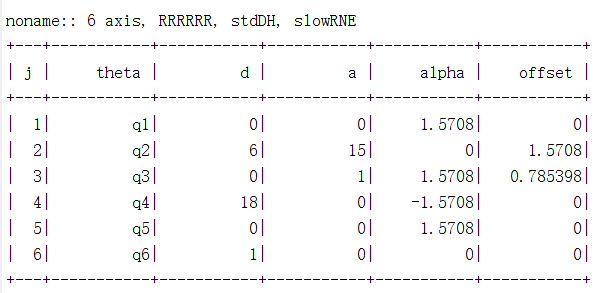 noname:: 6 axis, RRRRRR, stdDH, slowRNE
+---+-----------+-----------+-----------+-----------+-----------+
| j |     theta |         d |         a |     alpha |    offset |
+---+-----------+-----------+-----------+-----------+-----------+
|  1|         q1|          0|          0|     1.5708|          0|
|  2|         q2|          6|         15|          0|     1.5708|
|  3|         q3|          0|          1|     1.5708|   0.785398|
|  4|         q4|         18|          0|    -1.5708|          0|
|  5|         q5|          0|          0|     1.5708|          0|
|  6|         q6|          1|          0|          0|          0|
+---+-----------+-----------+-----------+-----------+-----------+